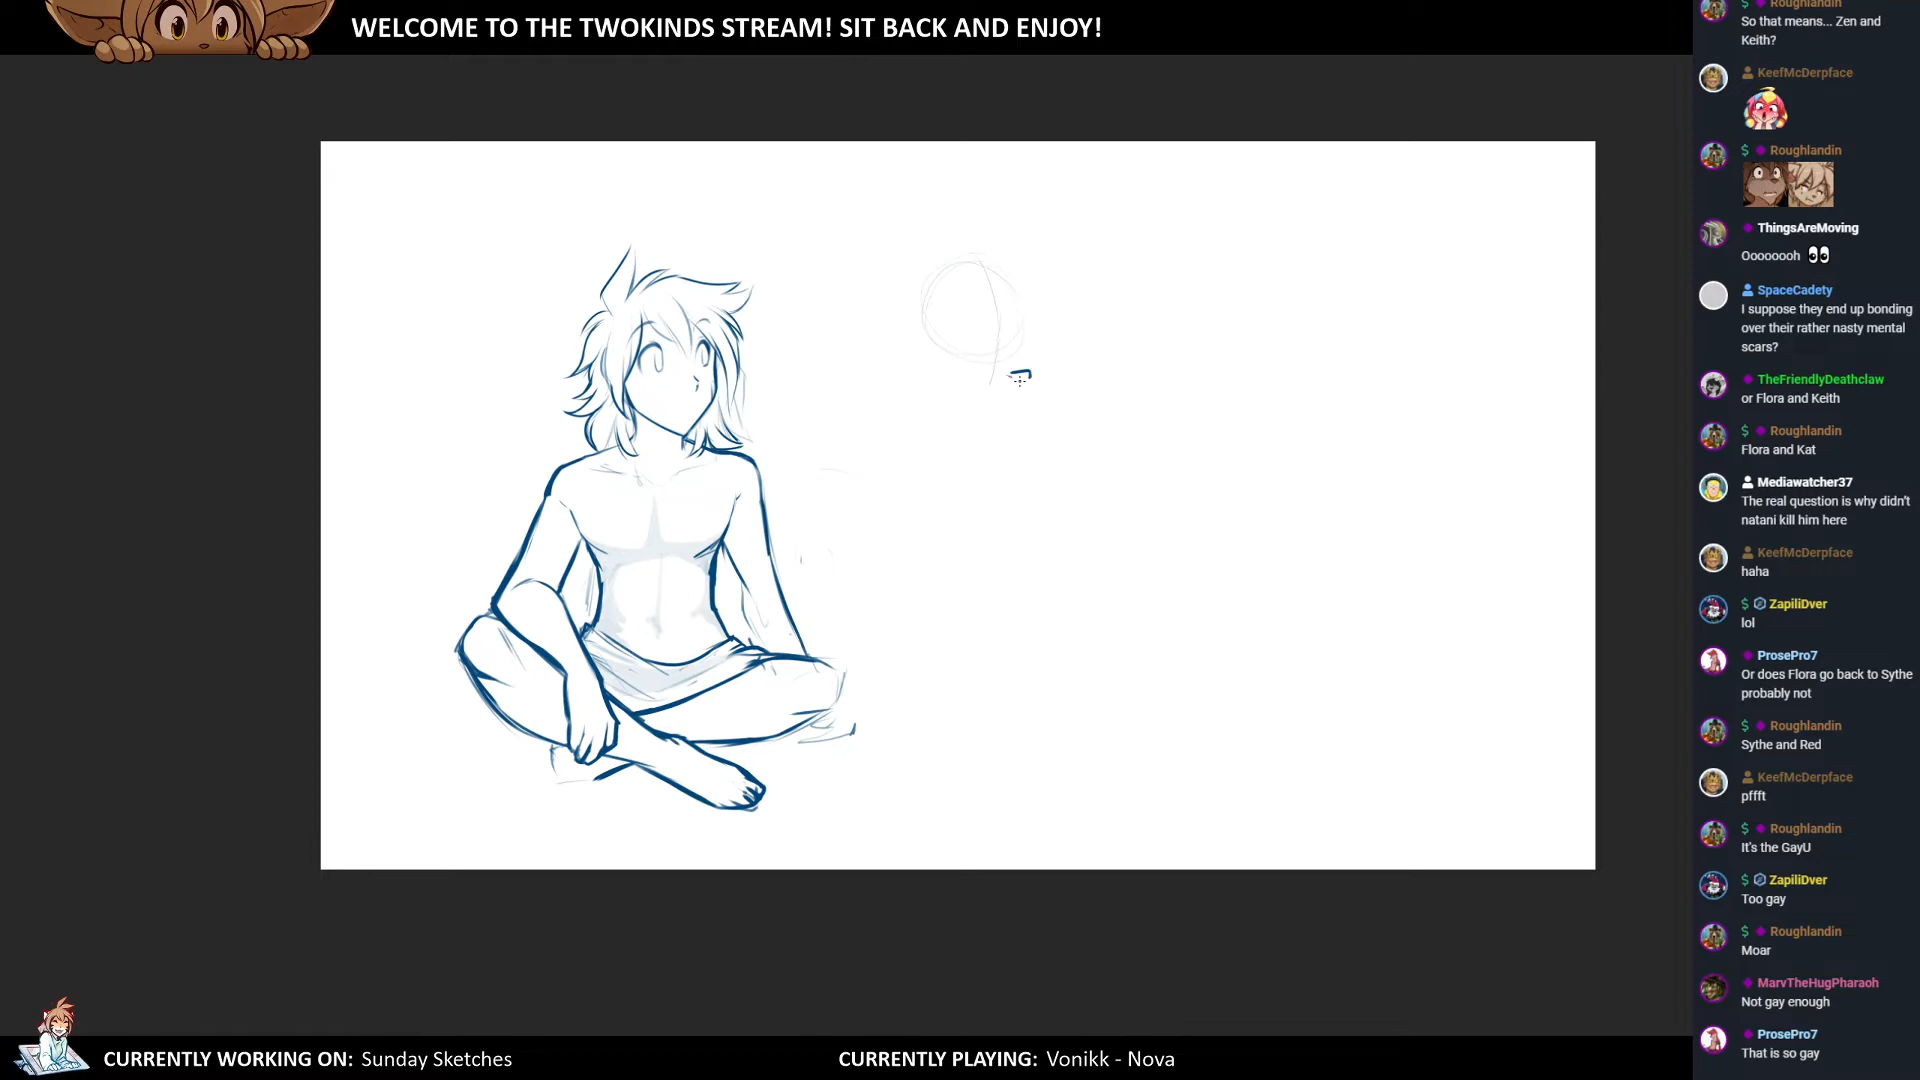 WELCOME TO THE TWOKINDS STREAM! SIT BACK AND ENJOY!
$ Roughlandin
So that means... Zen and
Keith?
KeefMcDerpface
$ Roughlandin
ThingsAreMoving
Oooooooh
SpaceCadety
I suppose they end up bonding
over their rather nasty mental
scars?
TheFriendlyDeathclaw
or Flora and Keith
$ Roughlandin
Flora and Kat
Mediawatcher37
The real question is why didn't
natani kill him here
KeefMcDerpface
haha
$ ZapiliDver
lol
ProsePro7
Or does Flora go back to Sythe
probably not
$ Roughlandin
Sythe and Red
KeefMcDerpface
pffft
$ Roughlandin
It's the GayU
$ ZapiliDver
Too gay
$ Roughlandin
Moar
MarvTheHugPharaoh
Not gay enough
ProsePro7
That is so gay
CURRENTLY WORKING ON: Sunday Sketches
CURRENTLY PLAYING: Vonikk - Nova